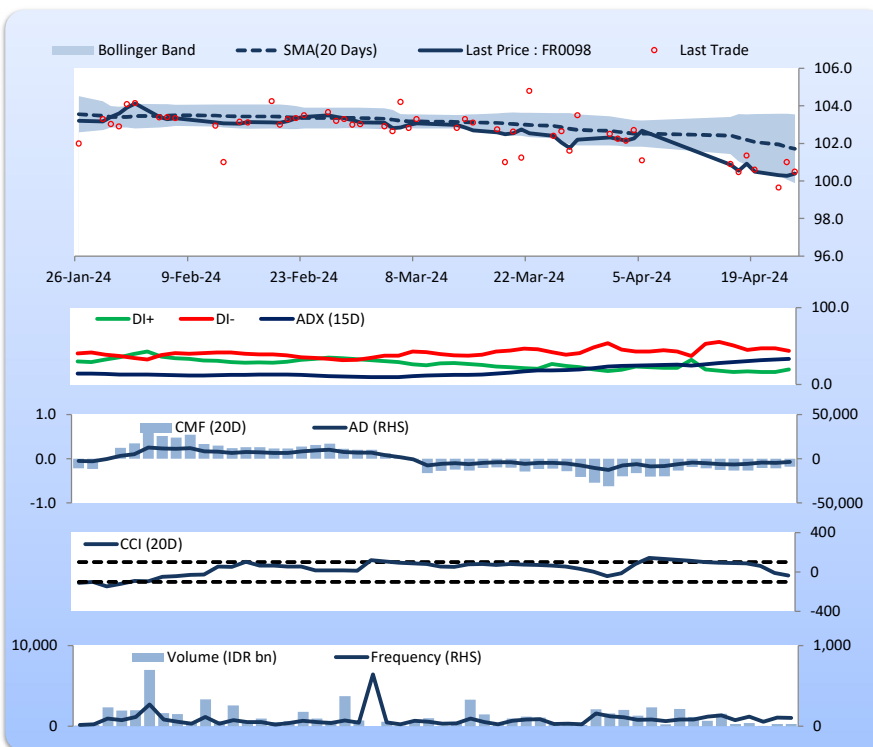 Bollinger Band SMA(20 Days) Last Price : FR0098 Last Trade
106.0
104.0
102.0
100.0
98.0
96.0
26-Jan-24 9-Feb-24 23-Feb-24 8-Mar-24 22-Mar-24 5-Apr-24 19-Apr-24
DI+ DI- ADX (15D)
100.0
0.0
1.0 50,000
CMF (20D) AD (RHS)
0.0 0
-1.0 -50,000
CCI (20D)
400
0
-400
10,000 1,000
Volume (IDR bn) Frequency (RHS)
0 0